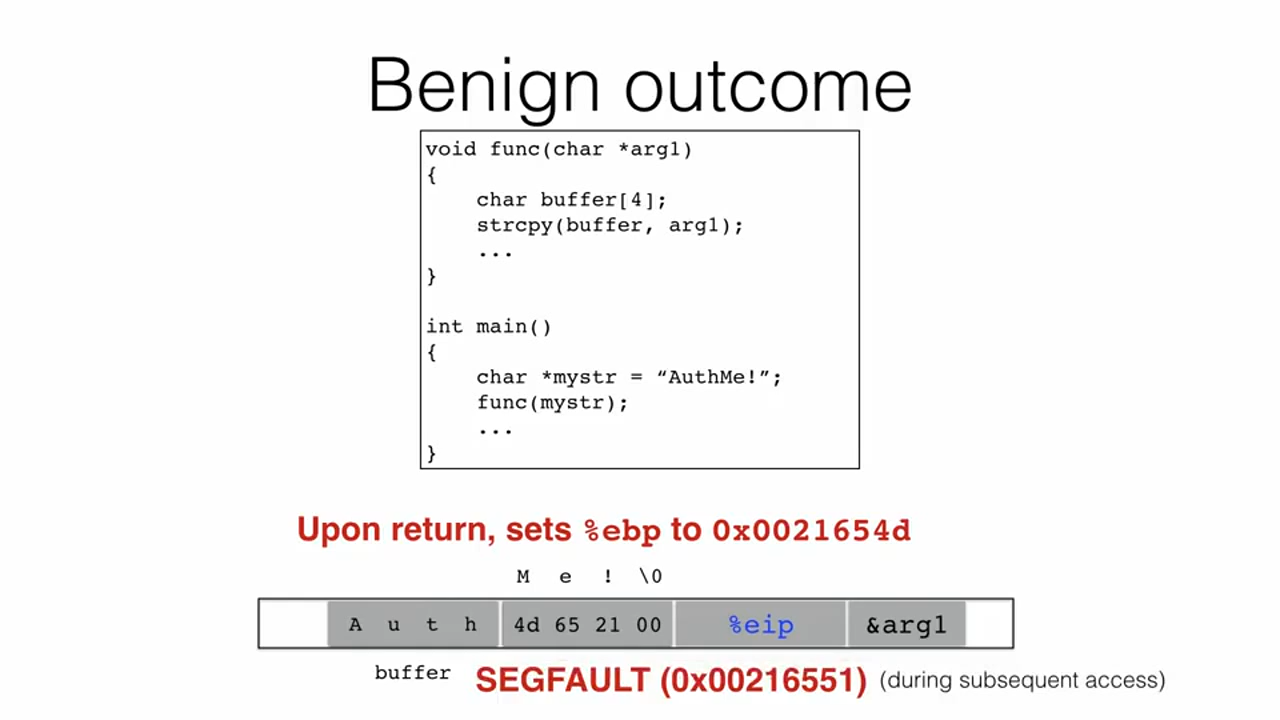 Benign outcome
void func(char *arg1)
{
char buffer[4];
strcpy(buffer, arg1);
...
}
int main()
{
char *mystr = “AuthMe!”;
func(mystr);
...
}
Upon return, sets %ebp to 0x0021654d
M e ! \0
A u t h 4d 65 21 00 %eip &arg1
buffer SEGFAULT (0x00216551) (during subsequent access)